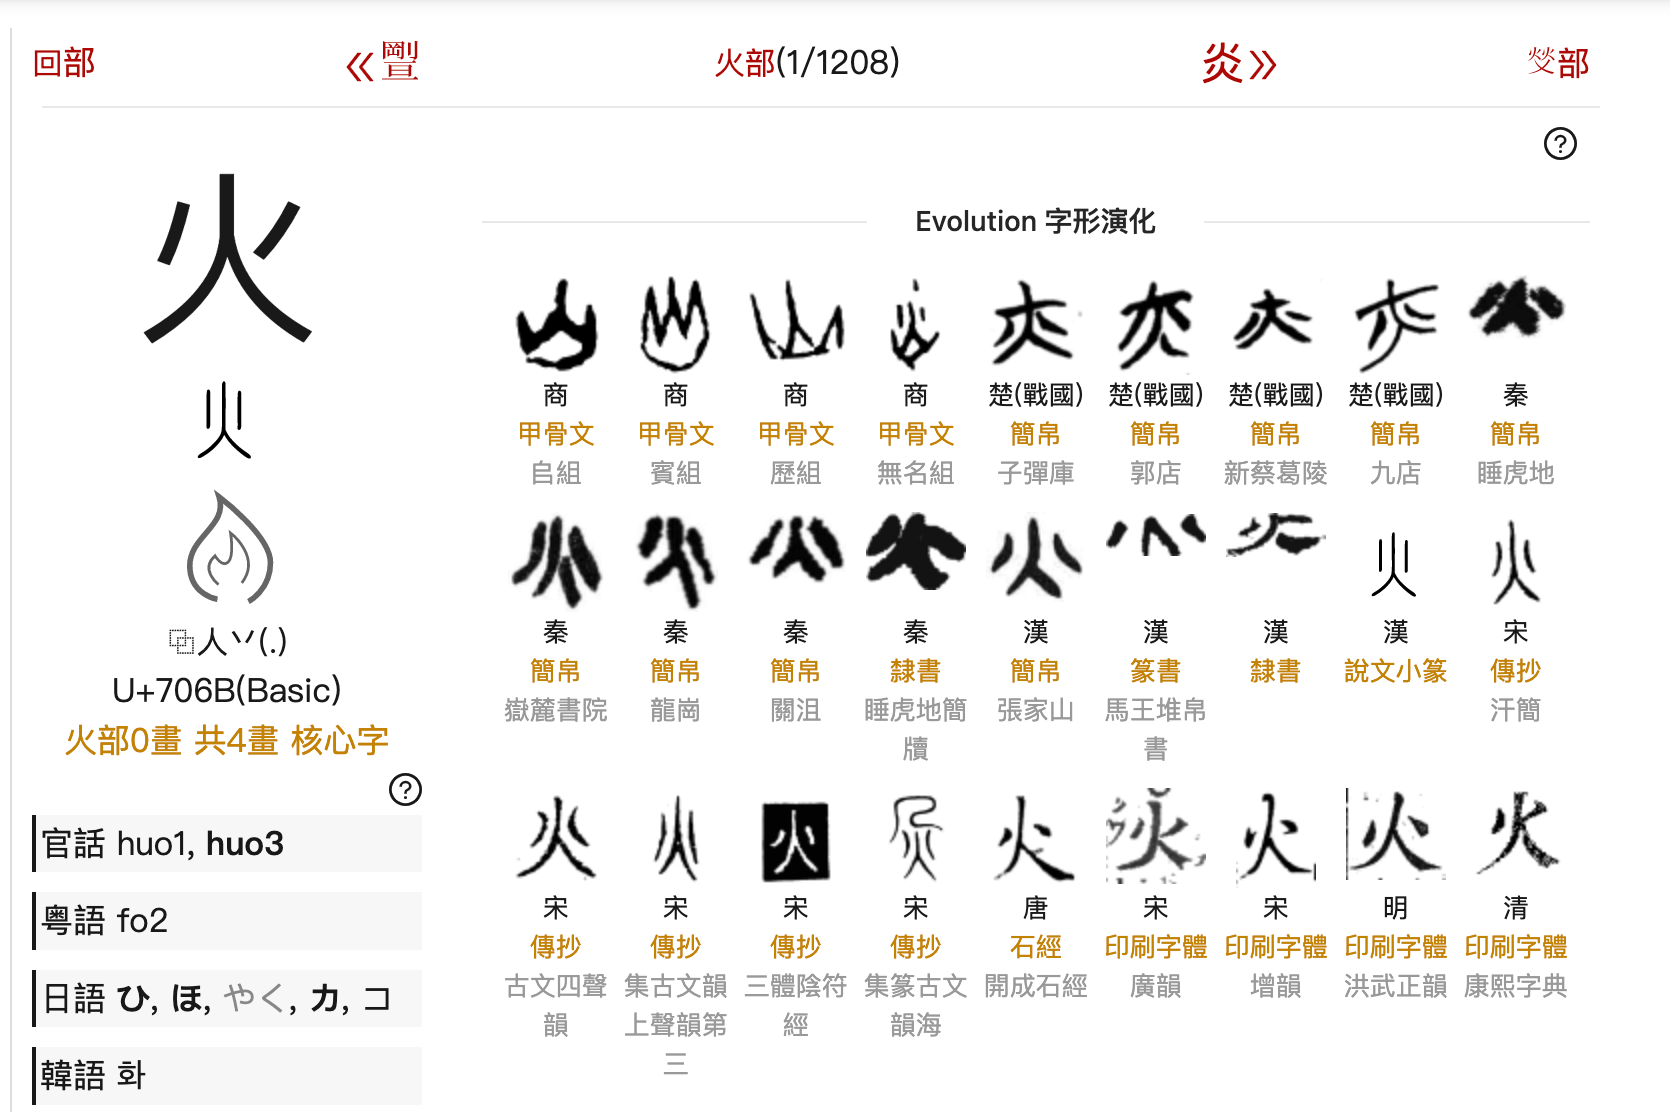 回部 « 火部(1/1208) 炎 » 燮部
火
Evolution 字形演化
商 商 商 商 楚(戰國) 楚(戰國) 楚(戰國) 楚(戰國) 秦
甲骨文 甲骨文 甲骨文 甲骨文 簡帛 簡帛 簡帛 簡帛 簡帛
𠂤組 賓組 歷組 無名組 子彈庫 郭店 新蔡葛陵 九店 睡虎地
秦 秦 秦 秦 漢 漢 漢 漢 宋
簡帛 簡帛 簡帛 隸書 簡帛 篆書 隸書 說文小篆 傳抄
嶽麓書院 龍崗 關沮 睡虎地簡牘 張家山 馬王堆帛書 汗簡
宋 宋 宋 宋 唐 宋 宋 明 清
傳抄 傳抄 傳抄 傳抄 石經 印刷字體 印刷字體 印刷字體 印刷字體
古文四聲韻 集古文韻上聲韻第三 三體陰符經 集篆古文韻海 開成石經 廣韻 增韻 洪武正韻 康熙字典
⿻人丷(.)
U+706B(Basic)
火部0畫 共4畫 核心字
官話 huo1, huo3
粵語 fo2
日語 ひ, ほ, やく, カ, コ
韓語 화